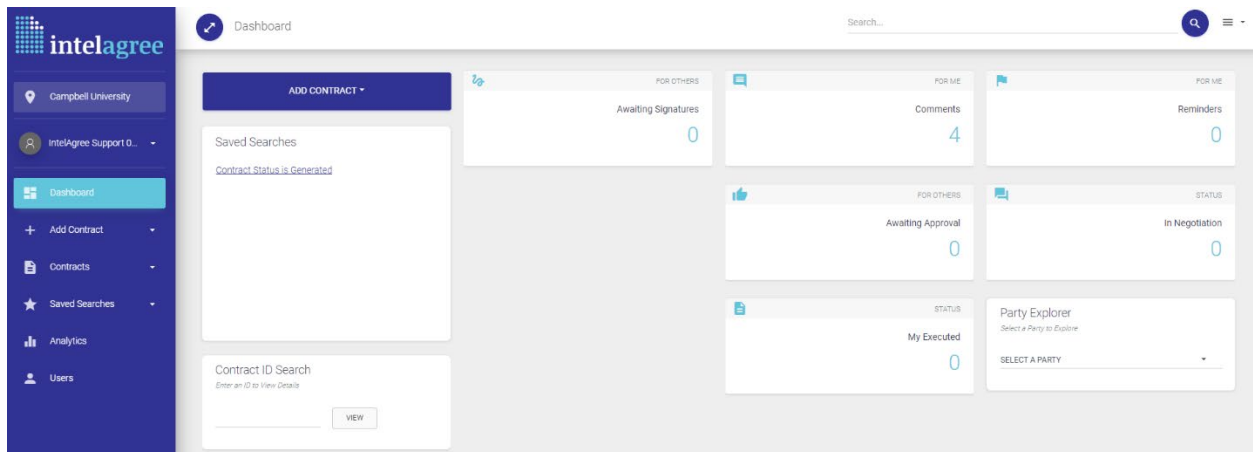 intelagree
Campbell University
IntelAgree Support 0...
Dashboard
Add Contract
Contracts
Saved Searches
Analytics
Users
Dashboard
Search...
ADD CONTRACT
Saved Searches
Contract Status is Generated
Contract ID Search
Enter an ID to View Details
VIEW
FOR OTHERS
Awaiting Signatures
0
FOR ME
Comments
4
FOR ME
Reminders
0
FOR OTHERS
Awaiting Approval
0
STATUS
In Negotiation
0
STATUS
My Executed
0
Party Explorer
Select a Party to Explore
SELECT A PARTY